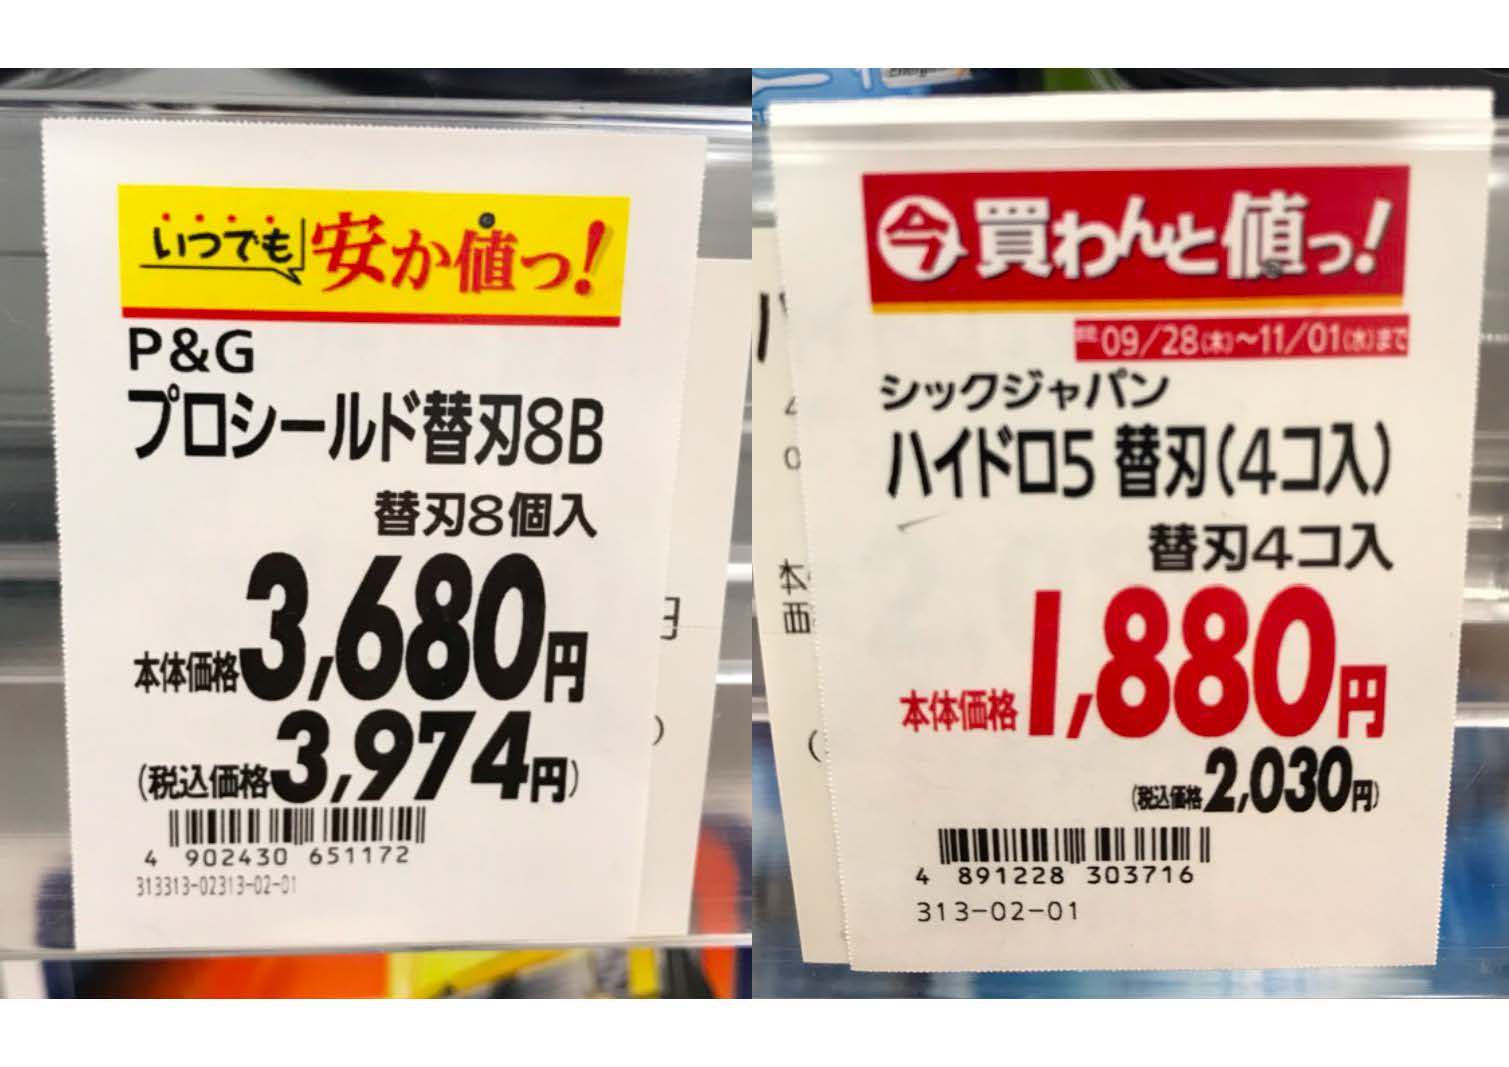 いつでも安か値っ!
P&G
プロシールド替刃8B
替刃8個入
本体価格3,680円
(税込価格3,974円)
4 902430 651172
313313-02313-02-01
今買わんと値っ!
09/28(木)~11/01(水)まで
シックジャパン
ハイドロ5 替刃(4コ入)
替刃4コ入
本体価格1,880円
(税込価格2,030円)
4 891228 303716
313-02-01